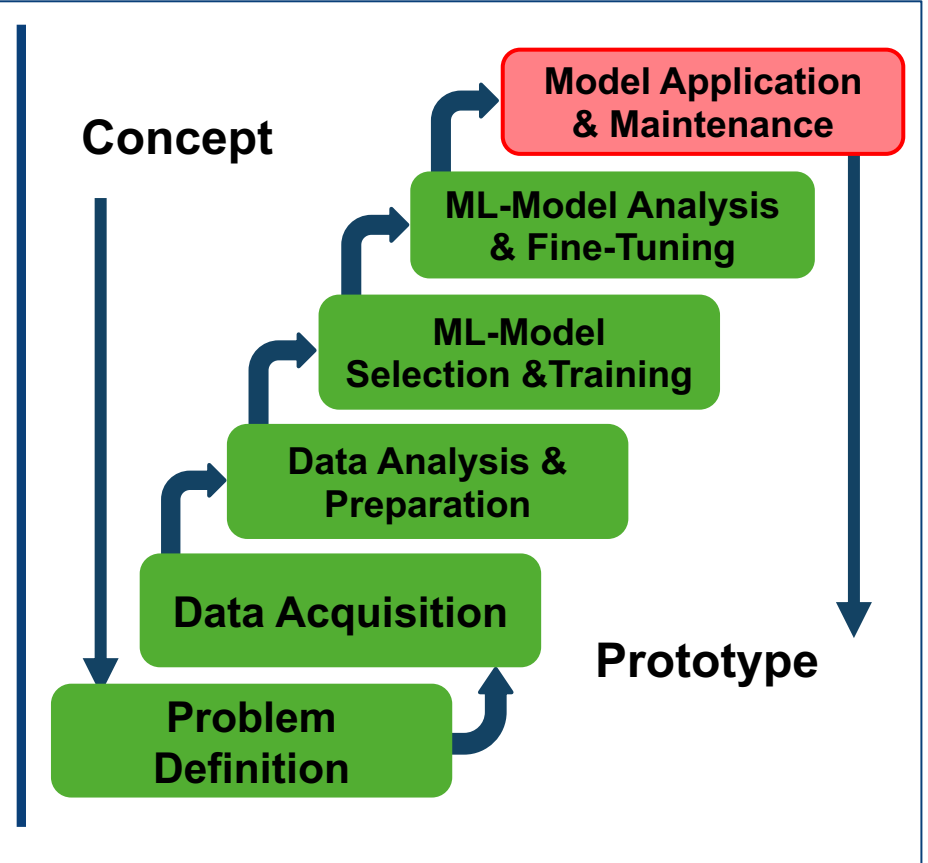 Model Application
& Maintenance
Concept
ML-Model Analysis
& Fine-Tuning
ML-Model
Selection &Training
Data Analysis &
Preparation
Data Acquisition
Prototype
Problem
Definition